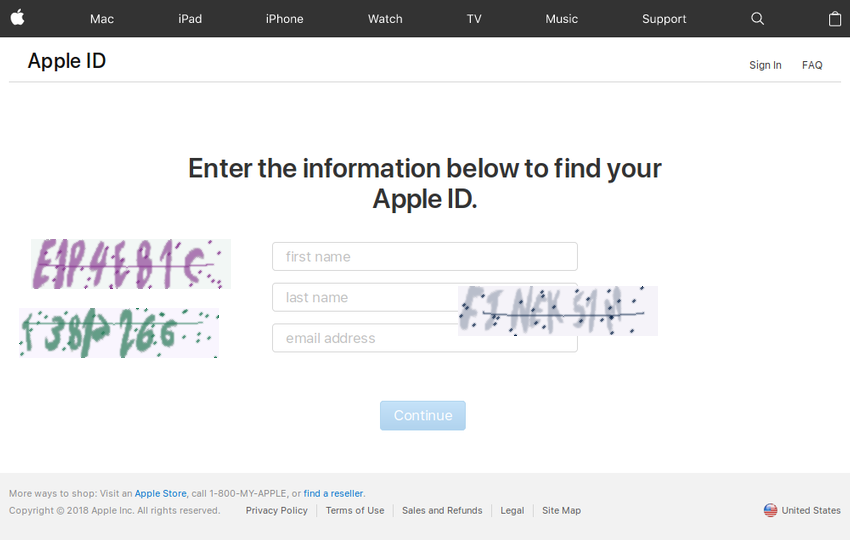 Mac iPad iPhone Watch TV Music Support
Apple ID
Sign In FAQ
Enter the information below to find your
Apple ID.
first name
last name
email address
Continue
More ways to shop: Visit an Apple Store, call 1-800-MY-APPLE, or find a reseller.
Copyright © 2018 Apple Inc. All rights reserved. Privacy Policy Terms of Use Sales and Refunds Legal Site Map United States